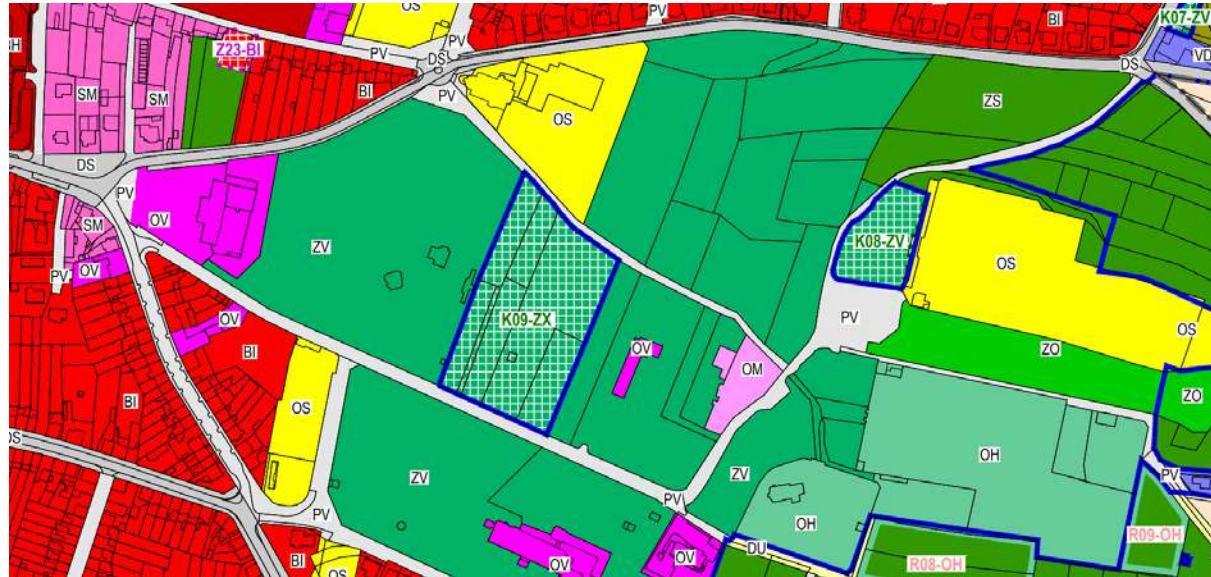 OS
PV
BI
K07-ZV
Z23-BI
PV
PV
DS
VD
DS
SM
SM
BI
PV
OS
ZS
DS
PV
OV
SM
ZV
K08-ZV
OS
PV
OV
K09-ZX
OV
BI
PV
OS
OV
OM
ZO
ZO
BI
OS
OS
OH
ZV
ZV
PV
PV
PV
OH
R09-OH
BI
OS
OV
OV
DU
R08-OH